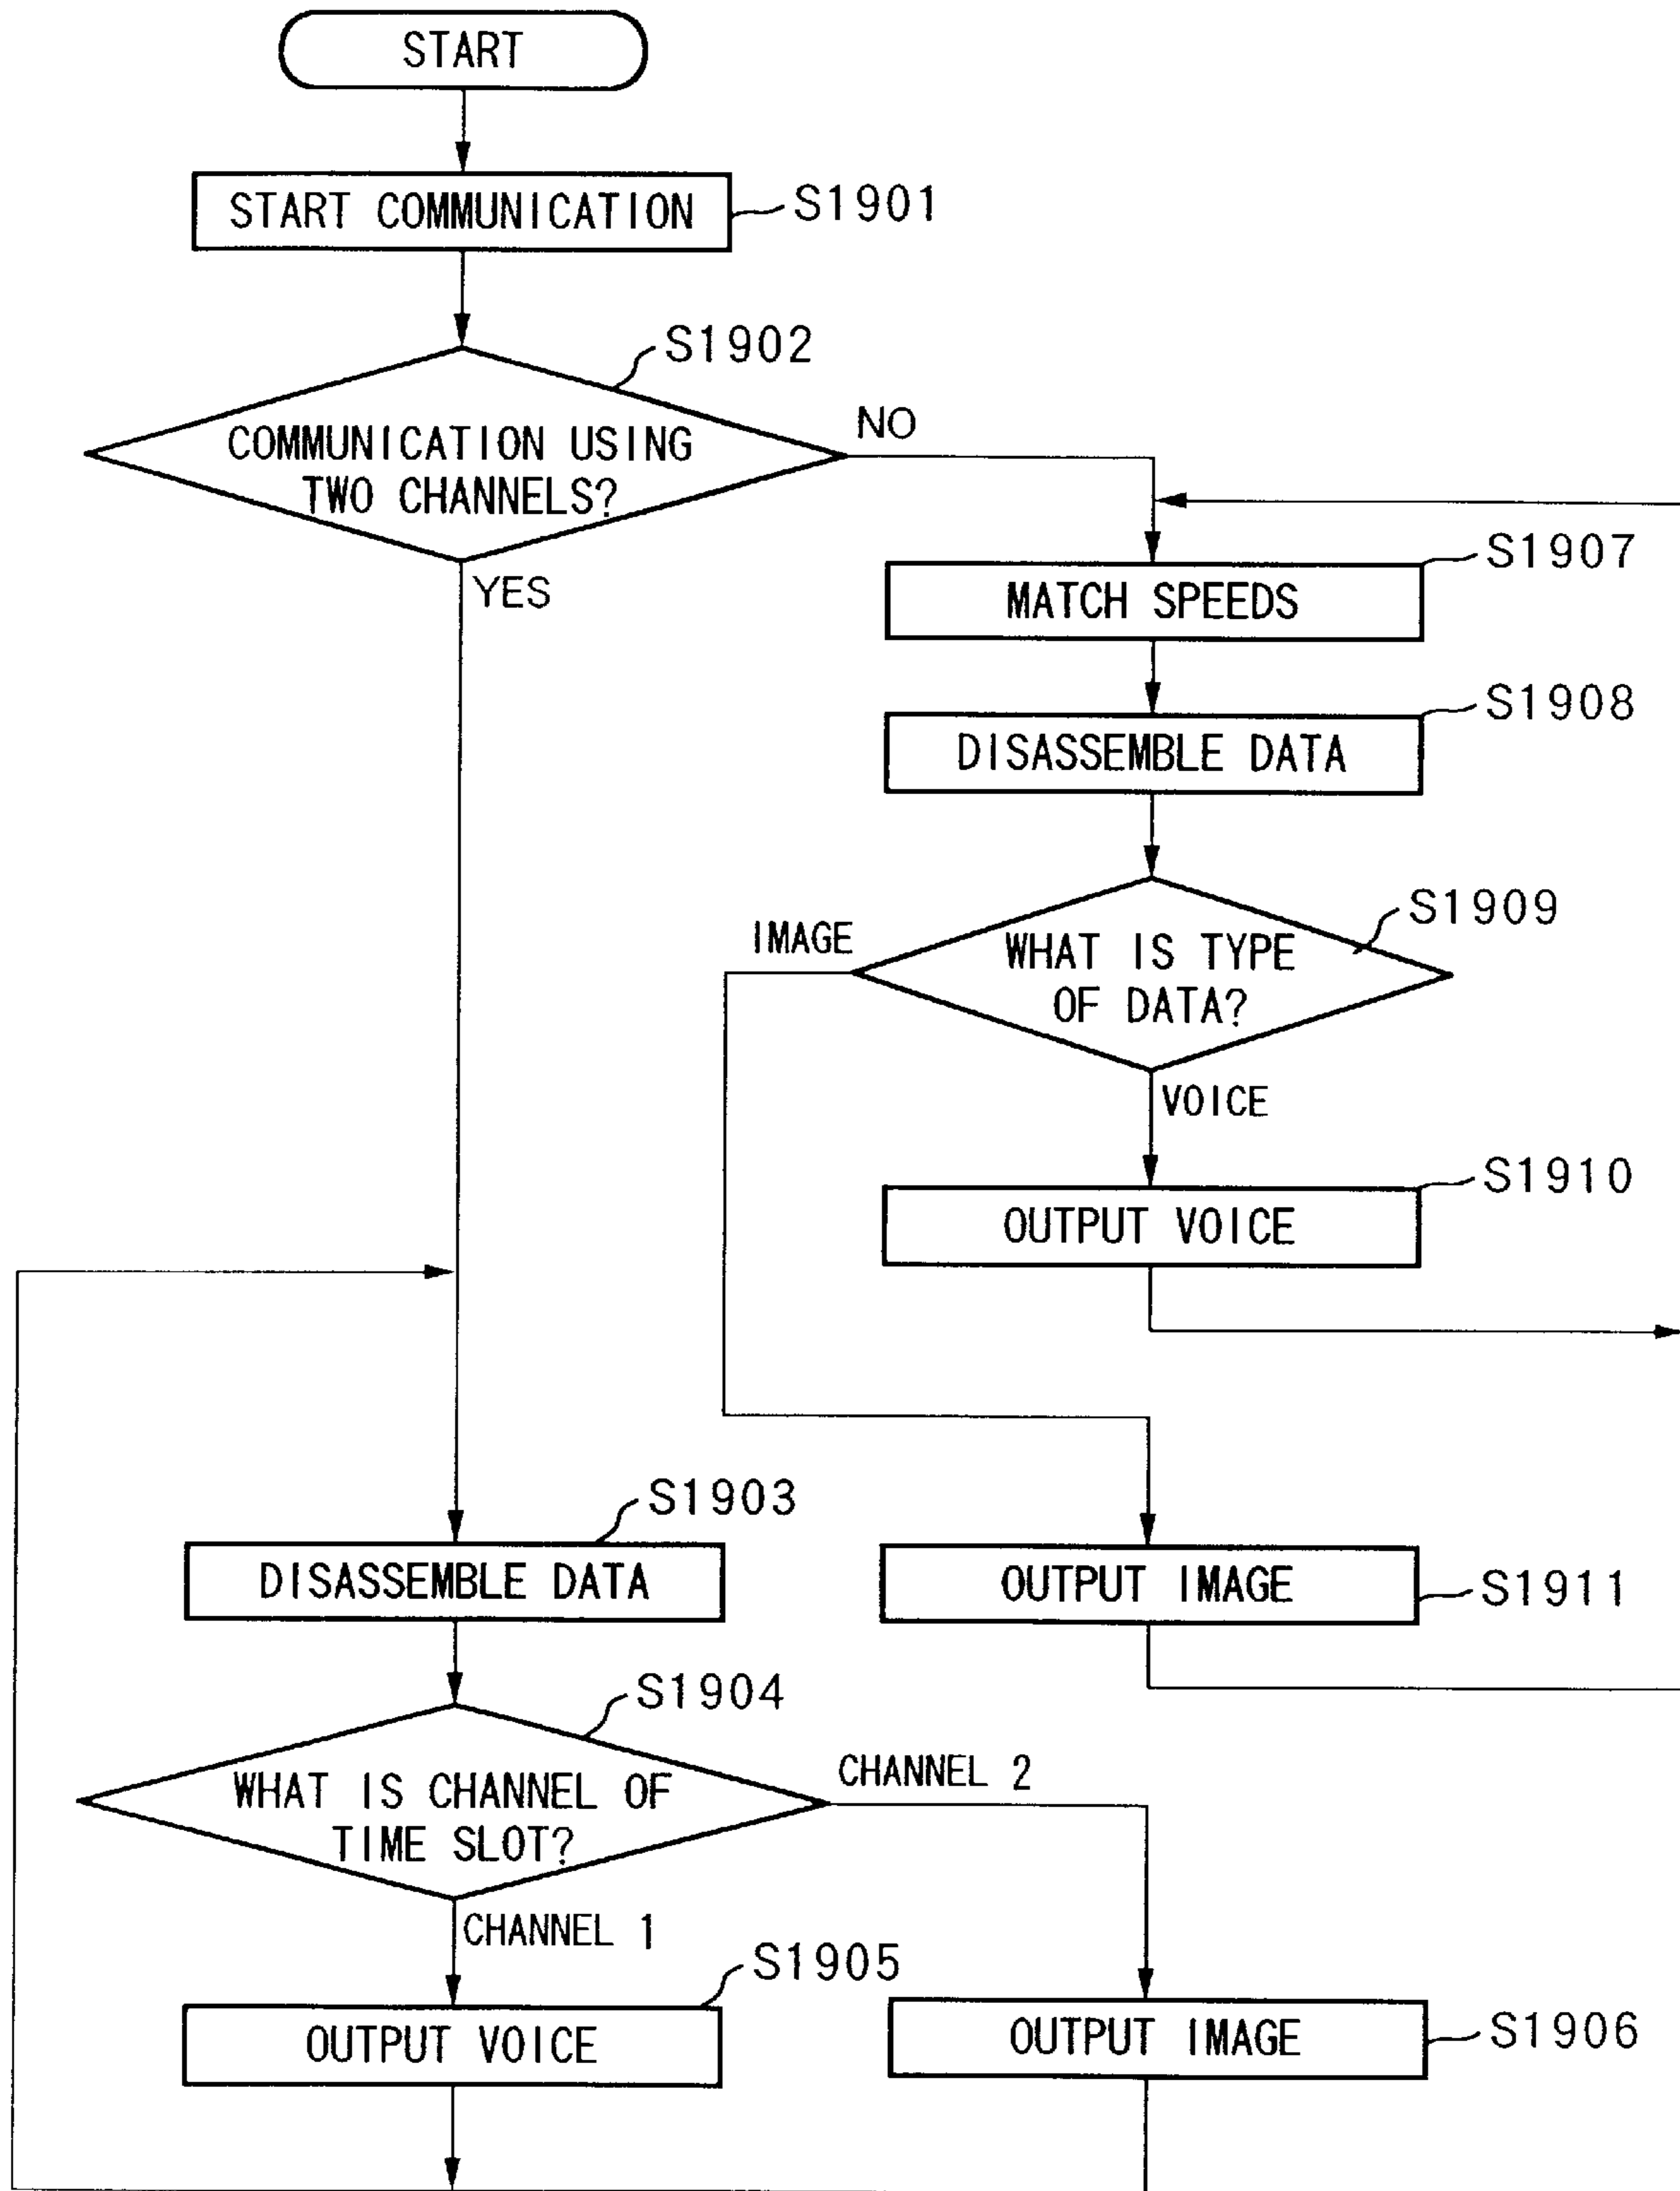 START
START COMMUNICATION
S1901
S1902
COMMUNICATION USING
TWO CHANNELS?
NO
YES
S1907
MATCH SPEEDS
S1908
DISASSEMBLE DATA
S1909
IMAGE
WHAT IS TYPE
OF DATA?
VOICE
S1910
OUTPUT VOICE
S1903
DISASSEMBLE DATA
OUTPUT IMAGE
S1911
S1904
CHANNEL 2
WHAT IS CHANNEL OF
TIME SLOT?
CHANNEL 1
S1905
OUTPUT VOICE
OUTPUT IMAGE
S1906